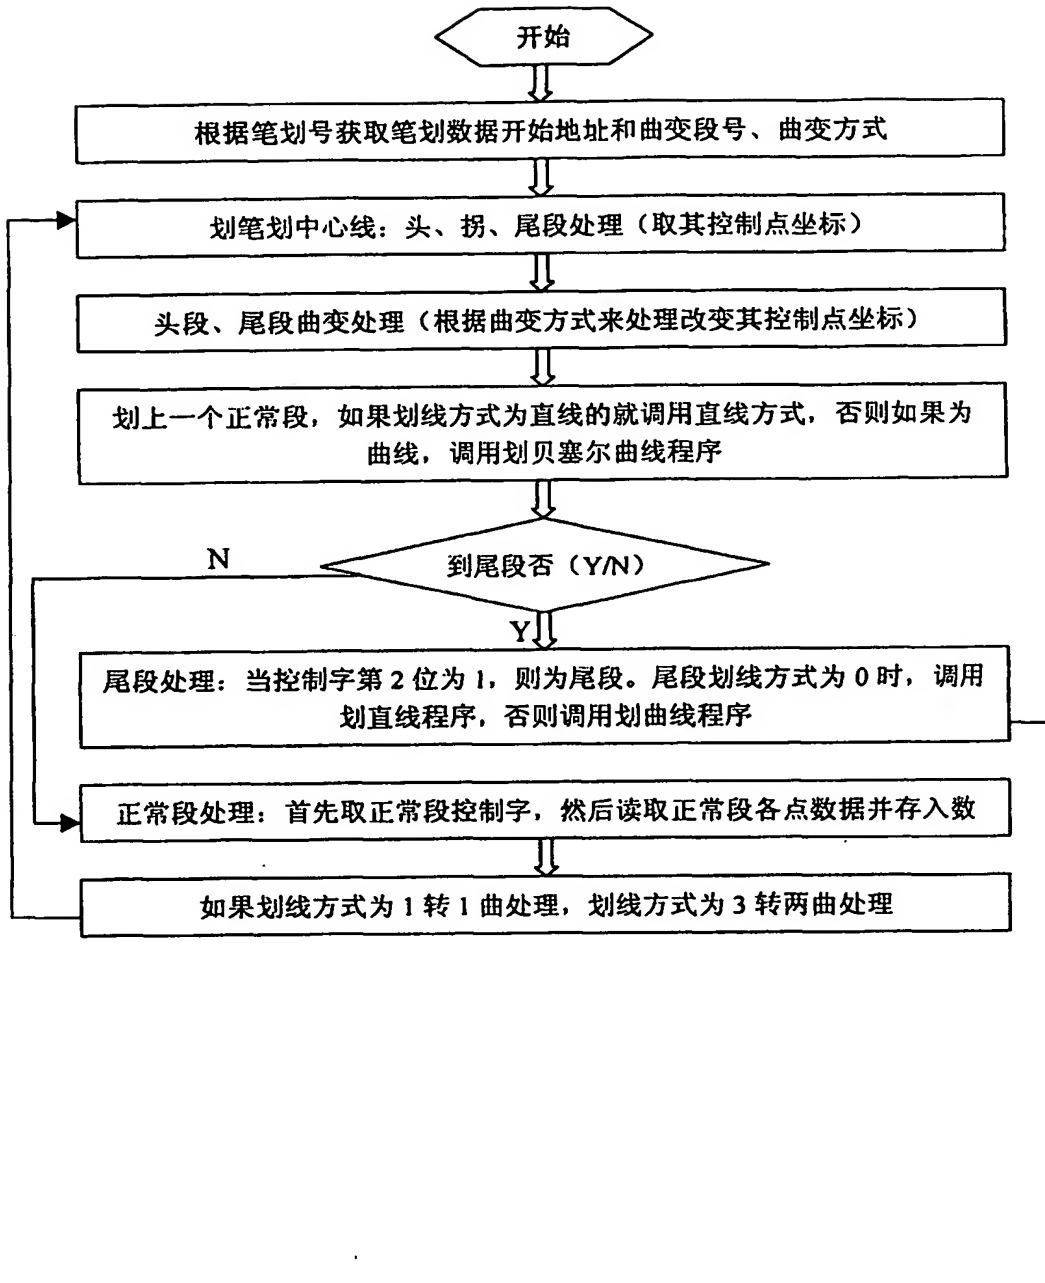 开始
根据笔划号获取笔划数据开始地址和曲变段号、曲变方式
划笔划中心线：头、拐、尾段处理（取其控制点坐标）
头段、尾段曲变处理（根据曲变方式来处理改变其控制点坐标）
划上一个正常段，如果划线方式为直线的就调用直线方式，否则如果为
曲线，调用划贝塞尔曲线程序
到尾段否（Y/N）
N
Y
尾段处理：当控制字第2位为1，则为尾段。尾段划线方式为0时，调用
划直线程序，否则调用划曲线程序
正常段处理：首先取正常段控制字，然后读取正常段各点数据并存入数
如果划线方式为1转1曲处理，划线方式为3转两曲处理